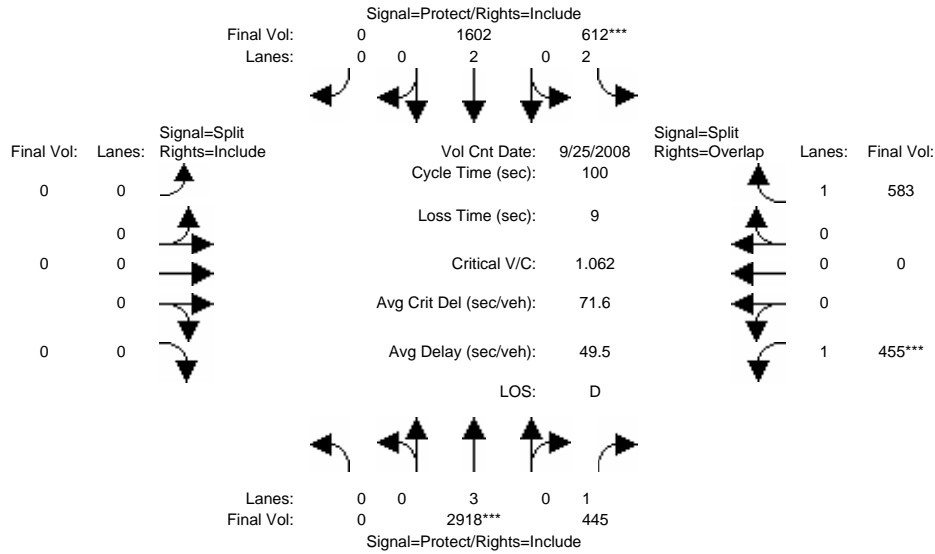 Signal=Protect/Rights=Include
Final Vol: 0 1602 612***
Lanes: 0 0 2 0 2
Signal=Split Signal=Split
Final Vol: Lanes: Rights=Include Vol Cnt Date: 9/25/2008 Rights=Overlap Lanes: Final Vol:
Cycle Time (sec): 100
0 0 1 583
Loss Time (sec): 9
0 0
0 0 Critical V/C: 1.062 0 0
0 Avg Crit Del (sec/veh): 71.6 0
0 0 Avg Delay (sec/veh): 49.5 1 455***
LOS: D
Lanes: 0 0 3 0 1
Final Vol: 0 2918*** 445
Signal=Protect/Rights=Include